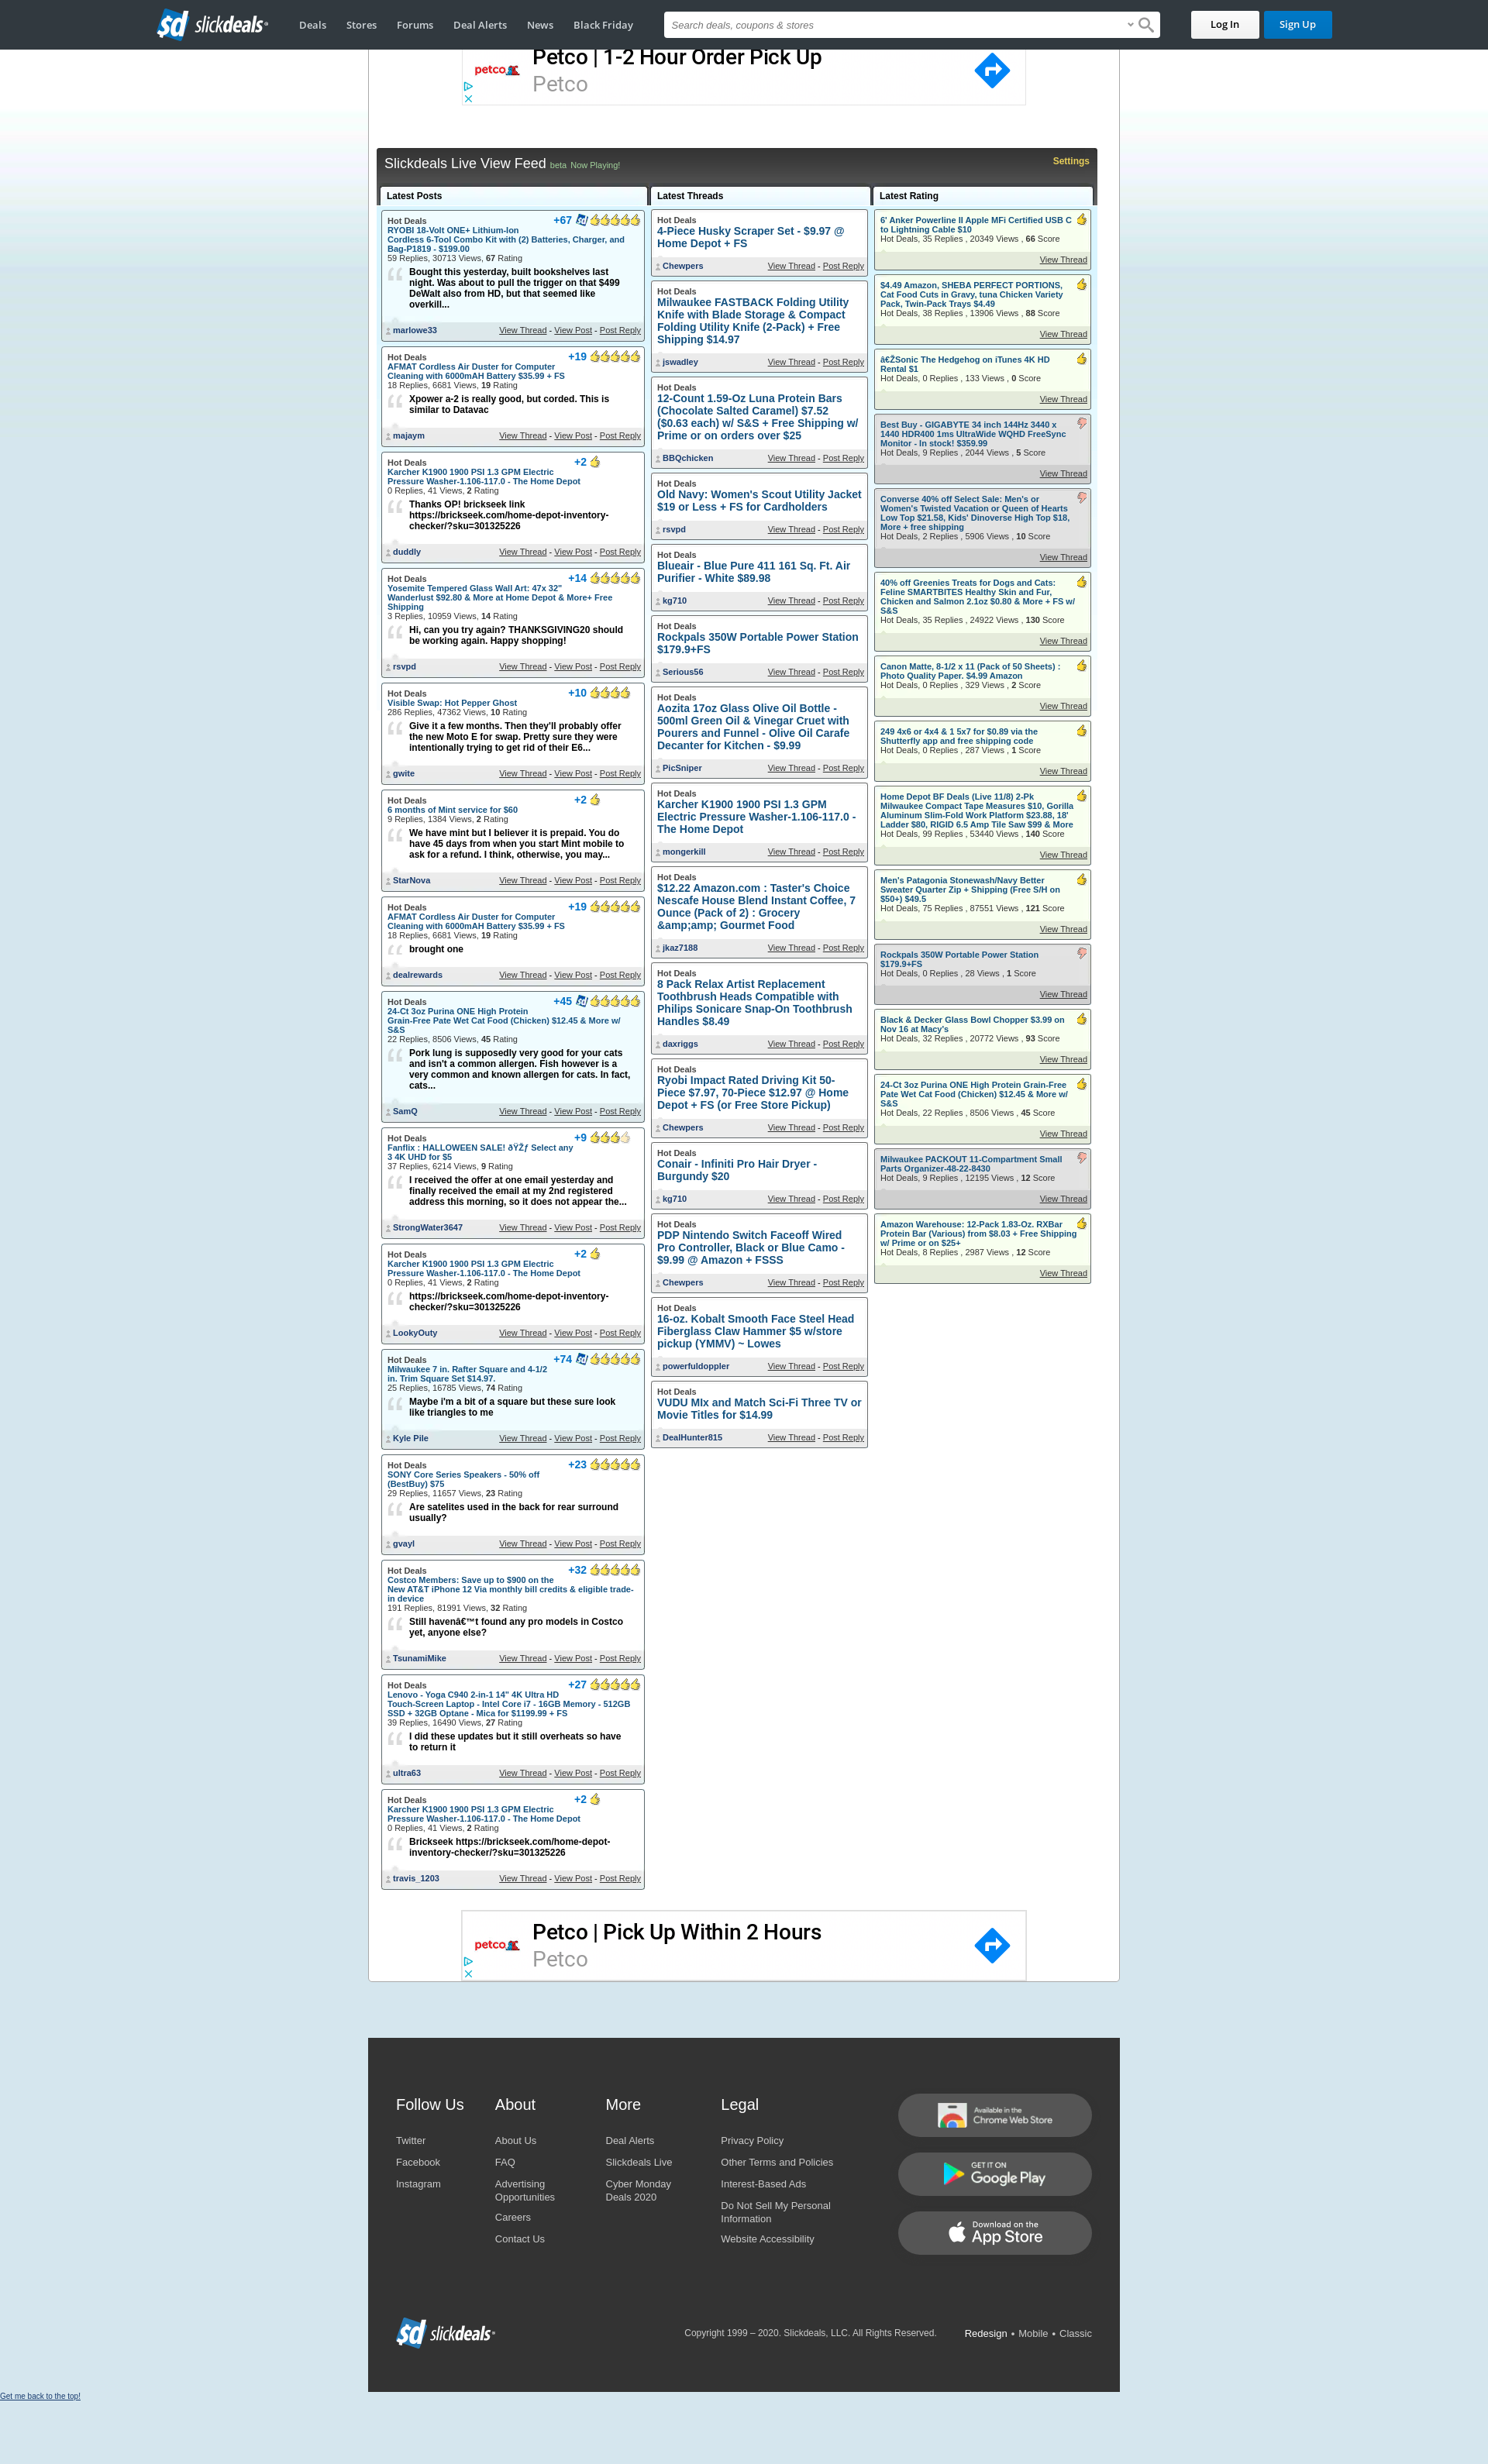 slickdeals
Deals
Stores
Forums
Deal Alerts
News
Black Friday
Search deals, coupons & stores
Log In
Sign Up
petco
Petco | 1-2 Hour Order Pick Up
Petco
Slickdeals Live View Feed beta Now Playing!
Settings
Latest Posts
Hot Deals
+67
RYOBI 18-Volt ONE+ Lithium-Ion
Cordless 6-Tool Combo Kit with (2) Batteries, Charger, and
Bag-P1819 - $199.00
59 Replies, 30713 Views, 67 Rating
Bought this yesterday, built bookshelves last
night. Was about to pull the trigger on that $499
DeWalt also from HD, but that seemed like
overkill...
marlowe33
View Thread - View Post - Post Reply
Hot Deals
+19
AFMAT Cordless Air Duster for Computer
Cleaning with 6000mAH Battery $35.99 + FS
18 Replies, 6681 Views, 19 Rating
Xpower a-2 is really good, but corded. This is
similar to Datavac
majaym
View Thread - View Post - Post Reply
Hot Deals
+2
Karcher K1900 1900 PSI 1.3 GPM Electric
Pressure Washer-1.106-117.0 - The Home Depot
0 Replies, 41 Views, 2 Rating
Thanks OP! brickseek link
https://brickseek.com/home-depot-inventory-
checker/?sku=301325226
duddly
View Thread - View Post - Post Reply
Hot Deals
+14
Yosemite Tempered Glass Wall Art: 47x 32"
Wanderlust $92.80 & More at Home Depot & More+ Free
Shipping
3 Replies, 10959 Views, 14 Rating
Hi, can you try again? THANKSGIVING20 should
be working again. Happy shopping!
rsvpd
View Thread - View Post - Post Reply
Hot Deals
+10
Visible Swap: Hot Pepper Ghost
286 Replies, 47362 Views, 10 Rating
Give it a few months. Then they'll probably offer
the new Moto E for swap. Pretty sure they were
intentionally trying to get rid of their E6...
gwite
View Thread - View Post - Post Reply
Hot Deals
+2
6 months of Mint service for $60
9 Replies, 1384 Views, 2 Rating
We have mint but I believer it is prepaid. You do
have 45 days from when you start Mint mobile to
ask for a refund. I think, otherwise, you may...
StarNova
View Thread - View Post - Post Reply
Hot Deals
+19
AFMAT Cordless Air Duster for Computer
Cleaning with 6000mAH Battery $35.99 + FS
18 Replies, 6681 Views, 19 Rating
brought one
dealrewards
View Thread - View Post - Post Reply
Hot Deals
+45
24-Ct 3oz Purina ONE High Protein
Grain-Free Pate Wet Cat Food (Chicken) $12.45 & More w/
S&S
22 Replies, 8506 Views, 45 Rating
Pork lung is supposedly very good for your cats
and isn't a common allergen. Fish however is a
very common and known allergen for cats. In fact,
cats...
SamQ
View Thread - View Post - Post Reply
Hot Deals
+9
Fanflix : HALLOWEEN SALE! ðŸŽƒ Select any
3 4K UHD for $5
37 Replies, 6214 Views, 9 Rating
I received the offer at one email yesterday and
finally received the email at my 2nd registered
address this morning, so it does not appear the...
StrongWater3647
View Thread - View Post - Post Reply
Hot Deals
+2
Karcher K1900 1900 PSI 1.3 GPM Electric
Pressure Washer-1.106-117.0 - The Home Depot
0 Replies, 41 Views, 2 Rating
https://brickseek.com/home-depot-inventory-
checker/?sku=301325226
LookyOuty
View Thread - View Post - Post Reply
Hot Deals
+74
Milwaukee 7 in. Rafter Square and 4-1/2
in. Trim Square Set $14.97.
25 Replies, 16785 Views, 74 Rating
Maybe i'm a bit of a square but these sure look
like triangles to me
Kyle Pile
View Thread - View Post - Post Reply
Hot Deals
+23
SONY Core Series Speakers - 50% off
(BestBuy) $75
29 Replies, 11657 Views, 23 Rating
Are satelites used in the back for rear surround
usually?
gvayl
View Thread - View Post - Post Reply
Hot Deals
+32
Costco Members: Save up to $900 on the
New AT&T iPhone 12 Via monthly bill credits & eligible trade-
in device
191 Replies, 81991 Views, 32 Rating
Still havenâ€™t found any pro models in Costco
yet, anyone else?
TsunamiMike
View Thread - View Post - Post Reply
Hot Deals
+27
Lenovo - Yoga C940 2-in-1 14" 4K Ultra HD
Touch-Screen Laptop - Intel Core i7 - 16GB Memory - 512GB
SSD + 32GB Optane - Mica for $1199.99 + FS
39 Replies, 16490 Views, 27 Rating
I did these updates but it still overheats so have
to return it
ultra63
View Thread - View Post - Post Reply
Hot Deals
+2
Karcher K1900 1900 PSI 1.3 GPM Electric
Pressure Washer-1.106-117.0 - The Home Depot
0 Replies, 41 Views, 2 Rating
Brickseek https://brickseek.com/home-depot-
inventory-checker/?sku=301325226
travis_1203
View Thread - View Post - Post Reply
Latest Threads
Hot Deals
4-Piece Husky Scraper Set - $9.97 @
Home Depot + FS
Chewpers
View Thread - Post Reply
Hot Deals
Milwaukee FASTBACK Folding Utility
Knife with Blade Storage & Compact
Folding Utility Knife (2-Pack) + Free
Shipping $14.97
jswadley
View Thread - Post Reply
Hot Deals
12-Count 1.59-Oz Luna Protein Bars
(Chocolate Salted Caramel) $7.52
($0.63 each) w/ S&S + Free Shipping w/
Prime or on orders over $25
BBQchicken
View Thread - Post Reply
Hot Deals
Old Navy: Women's Scout Utility Jacket
$19 or Less + FS for Cardholders
rsvpd
View Thread - Post Reply
Hot Deals
Blueair - Blue Pure 411 161 Sq. Ft. Air
Purifier - White $89.98
kg710
View Thread - Post Reply
Hot Deals
Rockpals 350W Portable Power Station
$179.9+FS
Serious56
View Thread - Post Reply
Hot Deals
Aozita 17oz Glass Olive Oil Bottle -
500ml Green Oil & Vinegar Cruet with
Pourers and Funnel - Olive Oil Carafe
Decanter for Kitchen - $9.99
PicSniper
View Thread - Post Reply
Hot Deals
Karcher K1900 1900 PSI 1.3 GPM
Electric Pressure Washer-1.106-117.0 -
The Home Depot
mongerkill
View Thread - Post Reply
Hot Deals
$12.22 Amazon.com : Taster's Choice
Nescafe House Blend Instant Coffee, 7
Ounce (Pack of 2) : Grocery
&amp;amp; Gourmet Food
jkaz7188
View Thread - Post Reply
Hot Deals
8 Pack Relax Artist Replacement
Toothbrush Heads Compatible with
Philips Sonicare Snap-On Toothbrush
Handles $8.49
daxriggs
View Thread - Post Reply
Hot Deals
Ryobi Impact Rated Driving Kit 50-
Piece $7.97, 70-Piece $12.97 @ Home
Depot + FS (or Free Store Pickup)
Chewpers
View Thread - Post Reply
Hot Deals
Conair - Infiniti Pro Hair Dryer -
Burgundy $20
kg710
View Thread - Post Reply
Hot Deals
PDP Nintendo Switch Faceoff Wired
Pro Controller, Black or Blue Camo -
$9.99 @ Amazon + FSSS
Chewpers
View Thread - Post Reply
Hot Deals
16-oz. Kobalt Smooth Face Steel Head
Fiberglass Claw Hammer $5 w/store
pickup (YMMV) ~ Lowes
powerfuldoppler
View Thread - Post Reply
Hot Deals
VUDU MIx and Match Sci-Fi Three TV or
Movie Titles for $14.99
DealHunter815
View Thread - Post Reply
Latest Rating
6' Anker Powerline II Apple MFi Certified USB C
to Lightning Cable $10
Hot Deals, 35 Replies , 20349 Views , 66 Score
View Thread
$4.49 Amazon, SHEBA PERFECT PORTIONS,
Cat Food Cuts in Gravy, tuna Chicken Variety
Pack, Twin-Pack Trays $4.49
Hot Deals, 38 Replies , 13906 Views , 88 Score
View Thread
â€ŽSonic The Hedgehog on iTunes 4K HD
Rental $1
Hot Deals, 0 Replies , 133 Views , 0 Score
View Thread
Best Buy - GIGABYTE 34 inch 144Hz 3440 x
1440 HDR400 1ms UltraWide WQHD FreeSync
Monitor - In stock! $359.99
Hot Deals, 9 Replies , 2044 Views , 5 Score
View Thread
Converse 40% off Select Sale: Men's or
Women's Twisted Vacation or Queen of Hearts
Low Top $21.58, Kids' Dinoverse High Top $18,
More + free shipping
Hot Deals, 2 Replies , 5906 Views , 10 Score
View Thread
40% off Greenies Treats for Dogs and Cats:
Feline SMARTBITES Healthy Skin and Fur,
Chicken and Salmon 2.1oz $0.80 & More + FS w/
S&S
Hot Deals, 35 Replies , 24922 Views , 130 Score
View Thread
Canon Matte, 8-1/2 x 11 (Pack of 50 Sheets) :
Photo Quality Paper. $4.99 Amazon
Hot Deals, 0 Replies , 329 Views , 2 Score
View Thread
249 4x6 or 4x4 & 1 5x7 for $0.89 via the
Shutterfly app and free shipping code
Hot Deals, 0 Replies , 287 Views , 1 Score
View Thread
Home Depot BF Deals (Live 11/8) 2-Pk
Milwaukee Compact Tape Measures $10, Gorilla
Aluminum Slim-Fold Work Platform $23.88, 18'
Ladder $80, RIGID 6.5 Amp Tile Saw $99 & More
Hot Deals, 99 Replies , 53440 Views , 140 Score
View Thread
Men's Patagonia Stonewash/Navy Better
Sweater Quarter Zip + Shipping (Free S/H on
$50+) $49.5
Hot Deals, 75 Replies , 87551 Views , 121 Score
View Thread
Rockpals 350W Portable Power Station
$179.9+FS
Hot Deals, 0 Replies , 28 Views , 1 Score
View Thread
Black & Decker Glass Bowl Chopper $3.99 on
Nov 16 at Macy's
Hot Deals, 32 Replies , 20772 Views , 93 Score
View Thread
24-Ct 3oz Purina ONE High Protein Grain-Free
Pate Wet Cat Food (Chicken) $12.45 & More w/
S&S
Hot Deals, 22 Replies , 8506 Views , 45 Score
View Thread
Milwaukee PACKOUT 11-Compartment Small
Parts Organizer-48-22-8430
Hot Deals, 9 Replies , 12195 Views , 12 Score
View Thread
Amazon Warehouse: 12-Pack 1.83-Oz. RXBar
Protein Bar (Various) from $8.03 + Free Shipping
w/ Prime or on $25+
Hot Deals, 8 Replies , 2987 Views , 12 Score
View Thread
petco
Petco | Pick Up Within 2 Hours
Petco
Follow Us
Twitter
Facebook
Instagram
About
About Us
FAQ
Advertising
Opportunities
Careers
Contact Us
More
Deal Alerts
Slickdeals Live
Cyber Monday
Deals 2020
Legal
Privacy Policy
Other Terms and Policies
Interest-Based Ads
Do Not Sell My Personal
Information
Website Accessibility
Available in the
Chrome Web Store
GET IT ON
Google Play
Download on the
App Store
slickdeals
Copyright 1999 – 2020. Slickdeals, LLC. All Rights Reserved.
Redesign • Mobile • Classic
Get me back to the top!